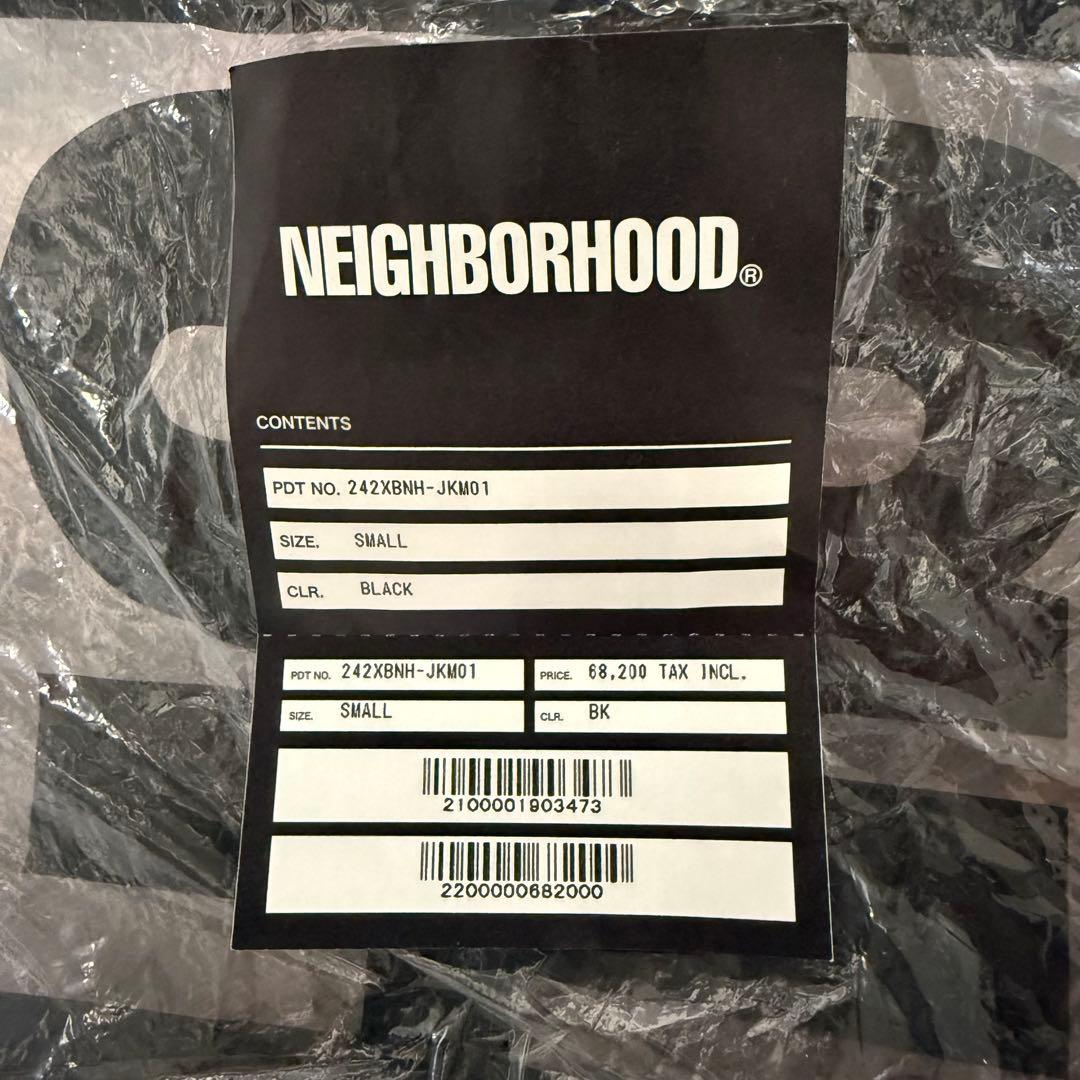 NEIGHBORHOOD®
CONTENTS
PDT NO. 242XBNH-JKM01
SIZE. SMALL
CLR. BLACK
PDT NO. 242XBNH-JKM01
PRICE. 68,200 TAX INCL.
SIZE. SMALL
CLR. BK
2100001903473
2200000682000